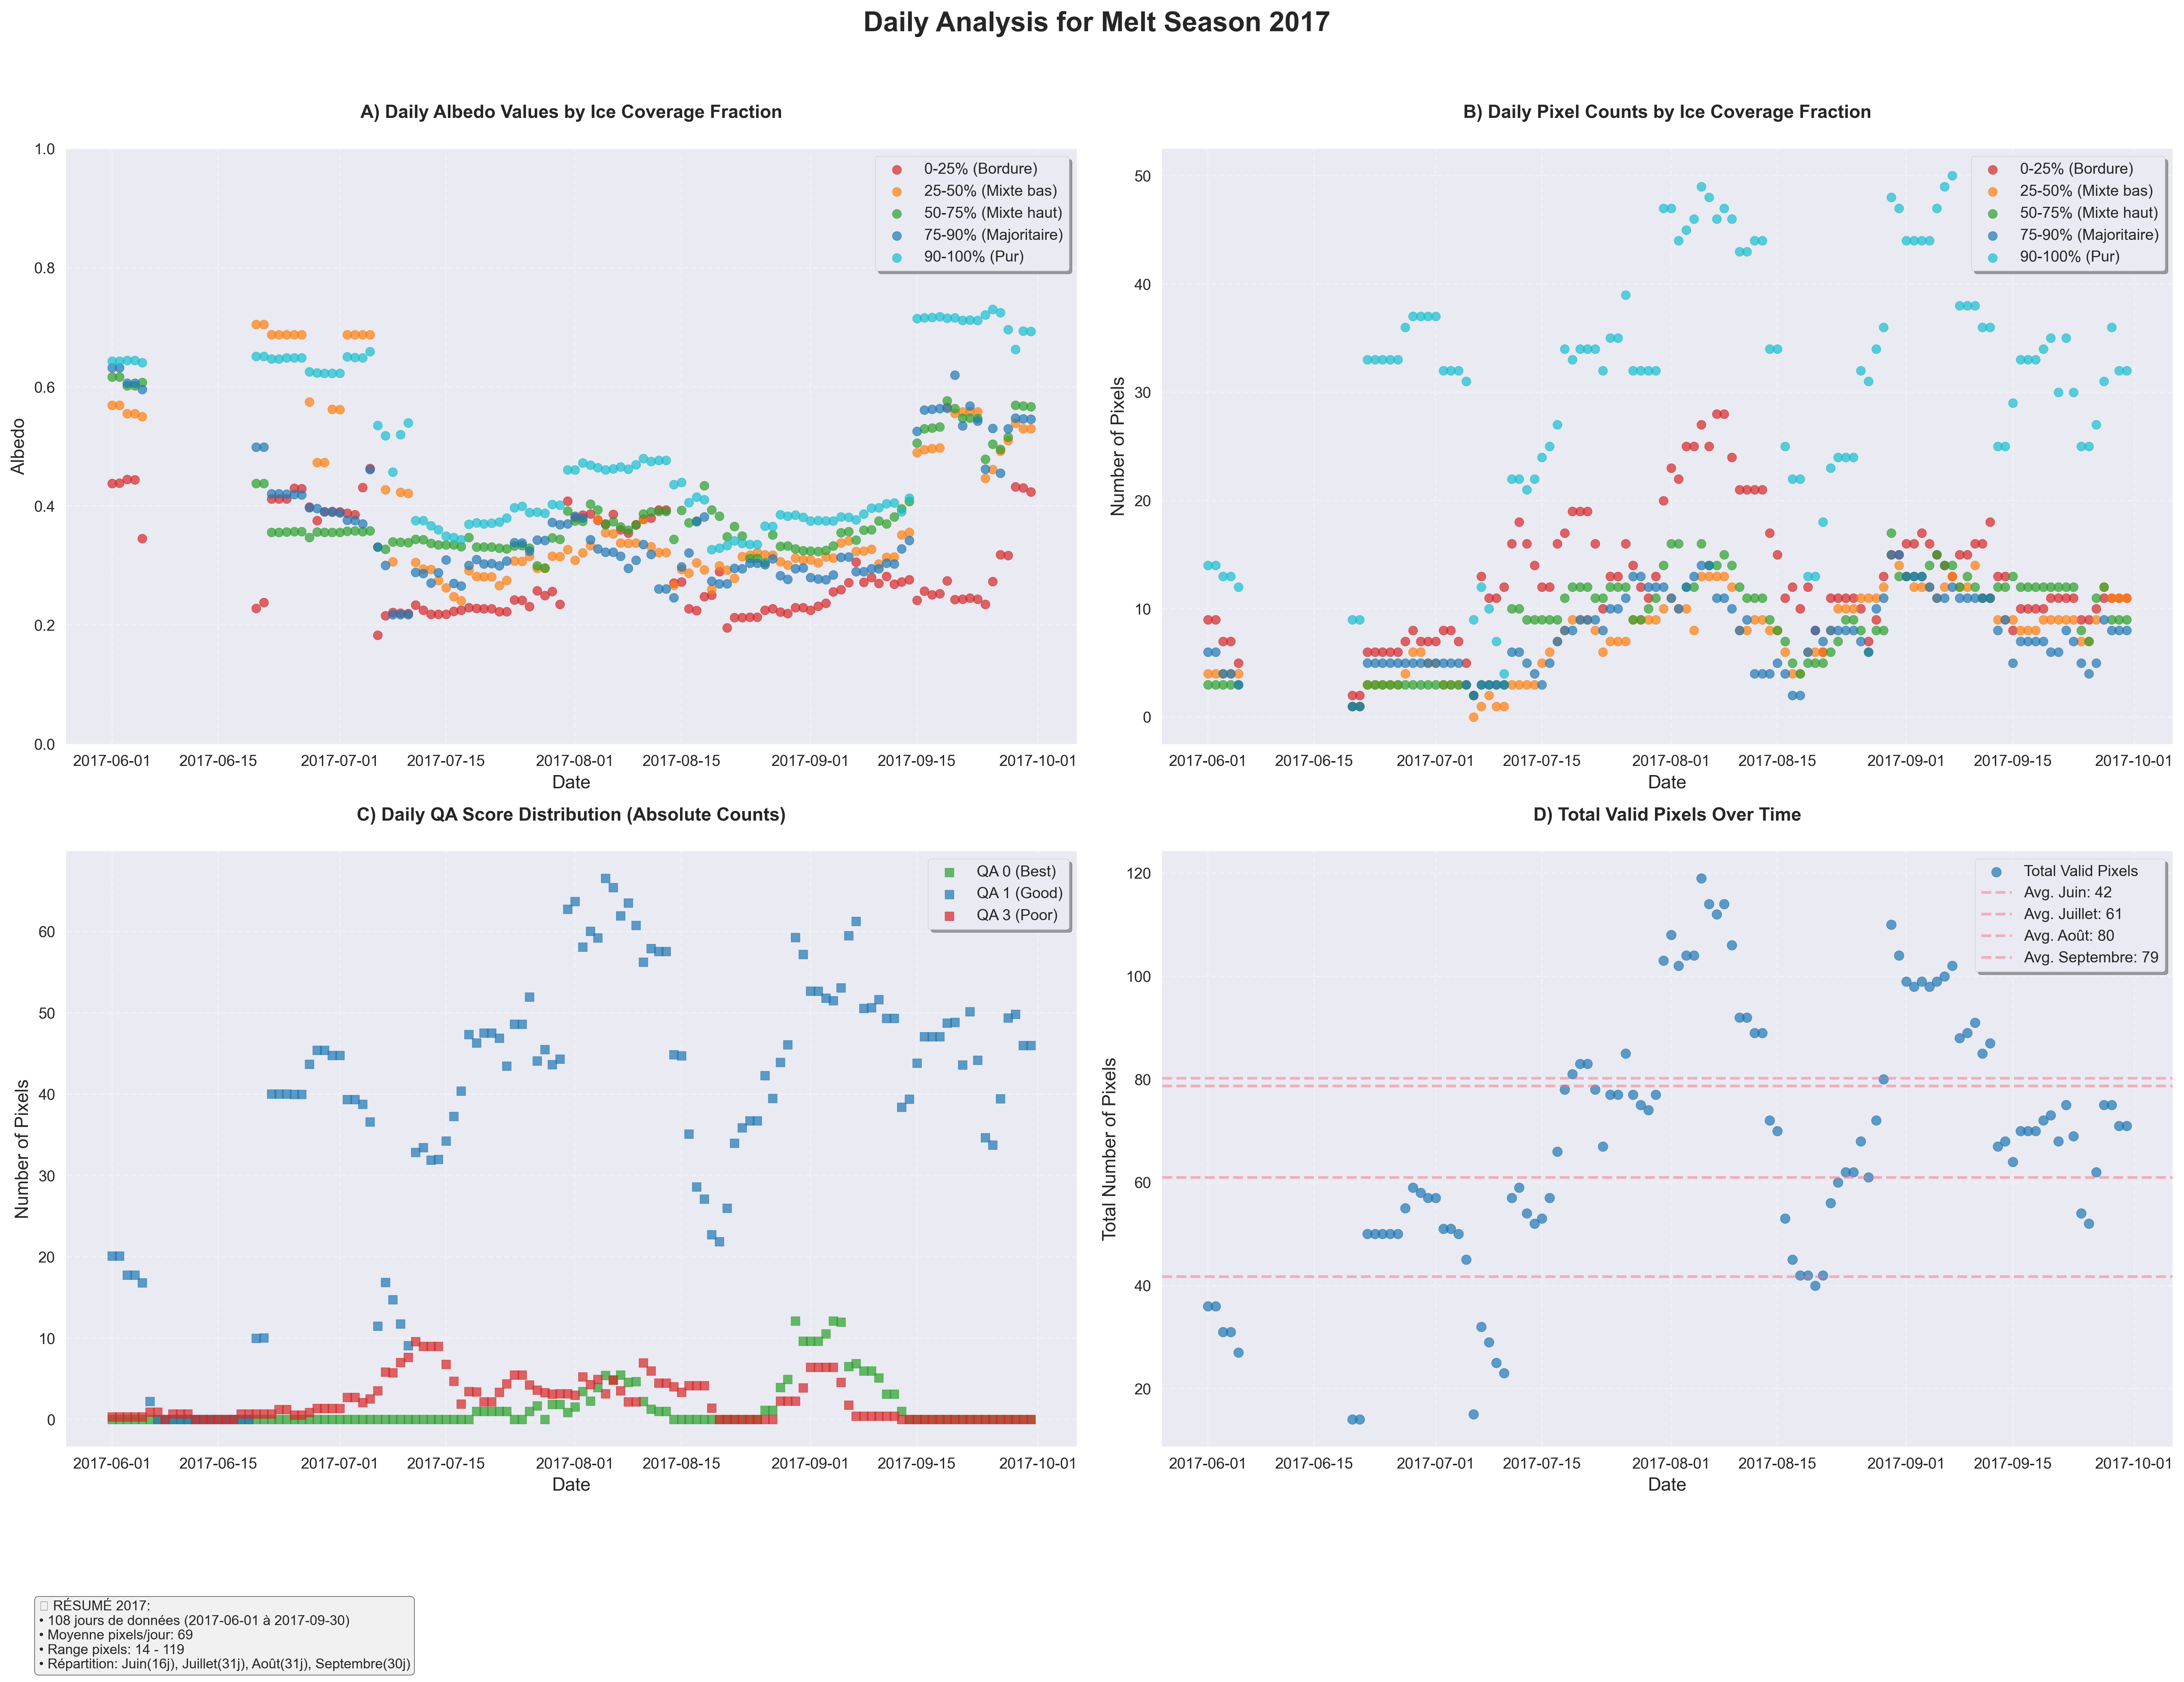 Daily Analysis for Melt Season 2017
A) Daily Albedo Values by Ice Coverage Fraction
1.0
0.8
0.6
0.4
0.2
0.0
Albedo
0-25% (Bordure)
25-50% (Mixte bas)
50-75% (Mixte haut)
75-90% (Majoritaire)
90-100% (Pur)
2017-06-01 2017-06-15 2017-07-01 2017-07-15 2017-08-01 2017-08-15 2017-09-01 2017-09-15 2017-10-01
Date
B) Daily Pixel Counts by Ice Coverage Fraction
50
40
30
20
10
0
Number of Pixels
0-25% (Bordure)
25-50% (Mixte bas)
50-75% (Mixte haut)
75-90% (Majoritaire)
90-100% (Pur)
2017-06-01 2017-06-15 2017-07-01 2017-07-15 2017-08-01 2017-08-15 2017-09-01 2017-09-15 2017-10-01
Date
C) Daily QA Score Distribution (Absolute Counts)
60
50
40
30
20
10
0
Number of Pixels
QA 0 (Best)
QA 1 (Good)
QA 3 (Poor)
2017-06-01 2017-06-15 2017-07-01 2017-07-15 2017-08-01 2017-08-15 2017-09-01 2017-09-15 2017-10-01
Date
D) Total Valid Pixels Over Time
120
100
80
60
40
20
Total Number of Pixels
Total Valid Pixels
Avg. Juin: 42
Avg. Juillet: 61
Avg. Août: 80
Avg. Septembre: 79
2017-06-01 2017-06-15 2017-07-01 2017-07-15 2017-08-01 2017-08-15 2017-09-01 2017-09-15 2017-10-01
Date
RÉSUMÉ 2017:
• 108 jours de données (2017-06-01 à 2017-09-30)
• Moyenne pixels/jour: 69
• Range pixels: 14 - 119
• Répartition: Juin(16j), Juillet(31j), Août(31j), Septembre(30j)